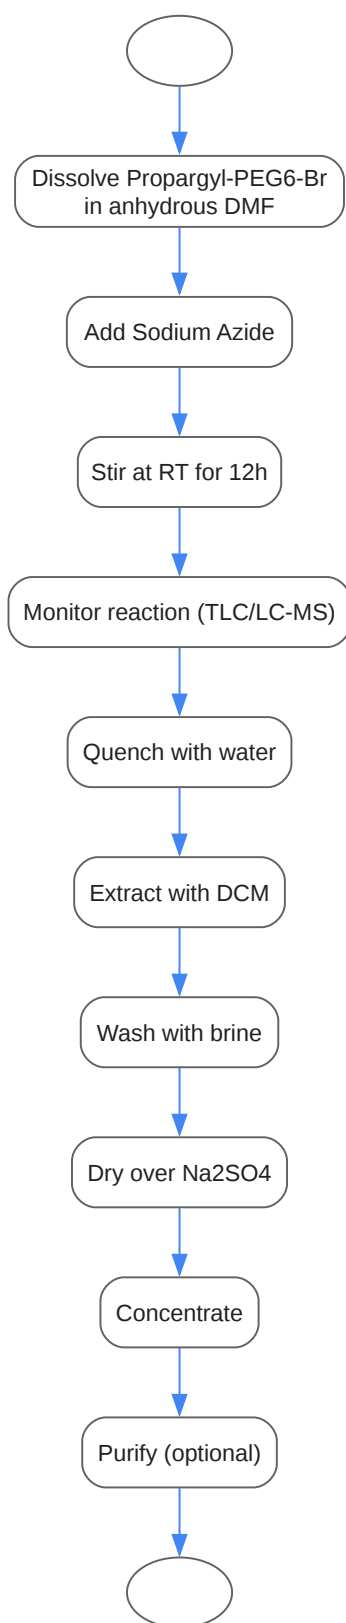 Dissolve Propargyl-PEG6-Br
in anhydrous DMF
Add Sodium Azide
Stir at RT for 12h
Monitor reaction (TLC/LC-MS)
Quench with water
Extract with DCM
Wash with brine
Dry over Na2SO4
Concentrate
Purify (optional)